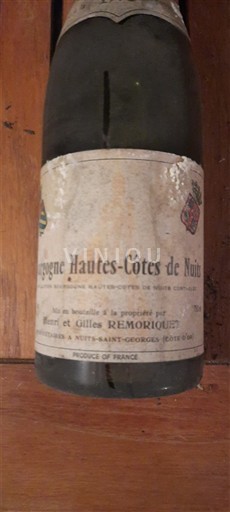 VINIOU
rgogne Hautes-Côtes de Nuits
Mis en bouteille à la propriété par
Henri et Gilles REMORIQUET
A NUITS-SAINT-GEORGES
PRODUCE OF FRANCE